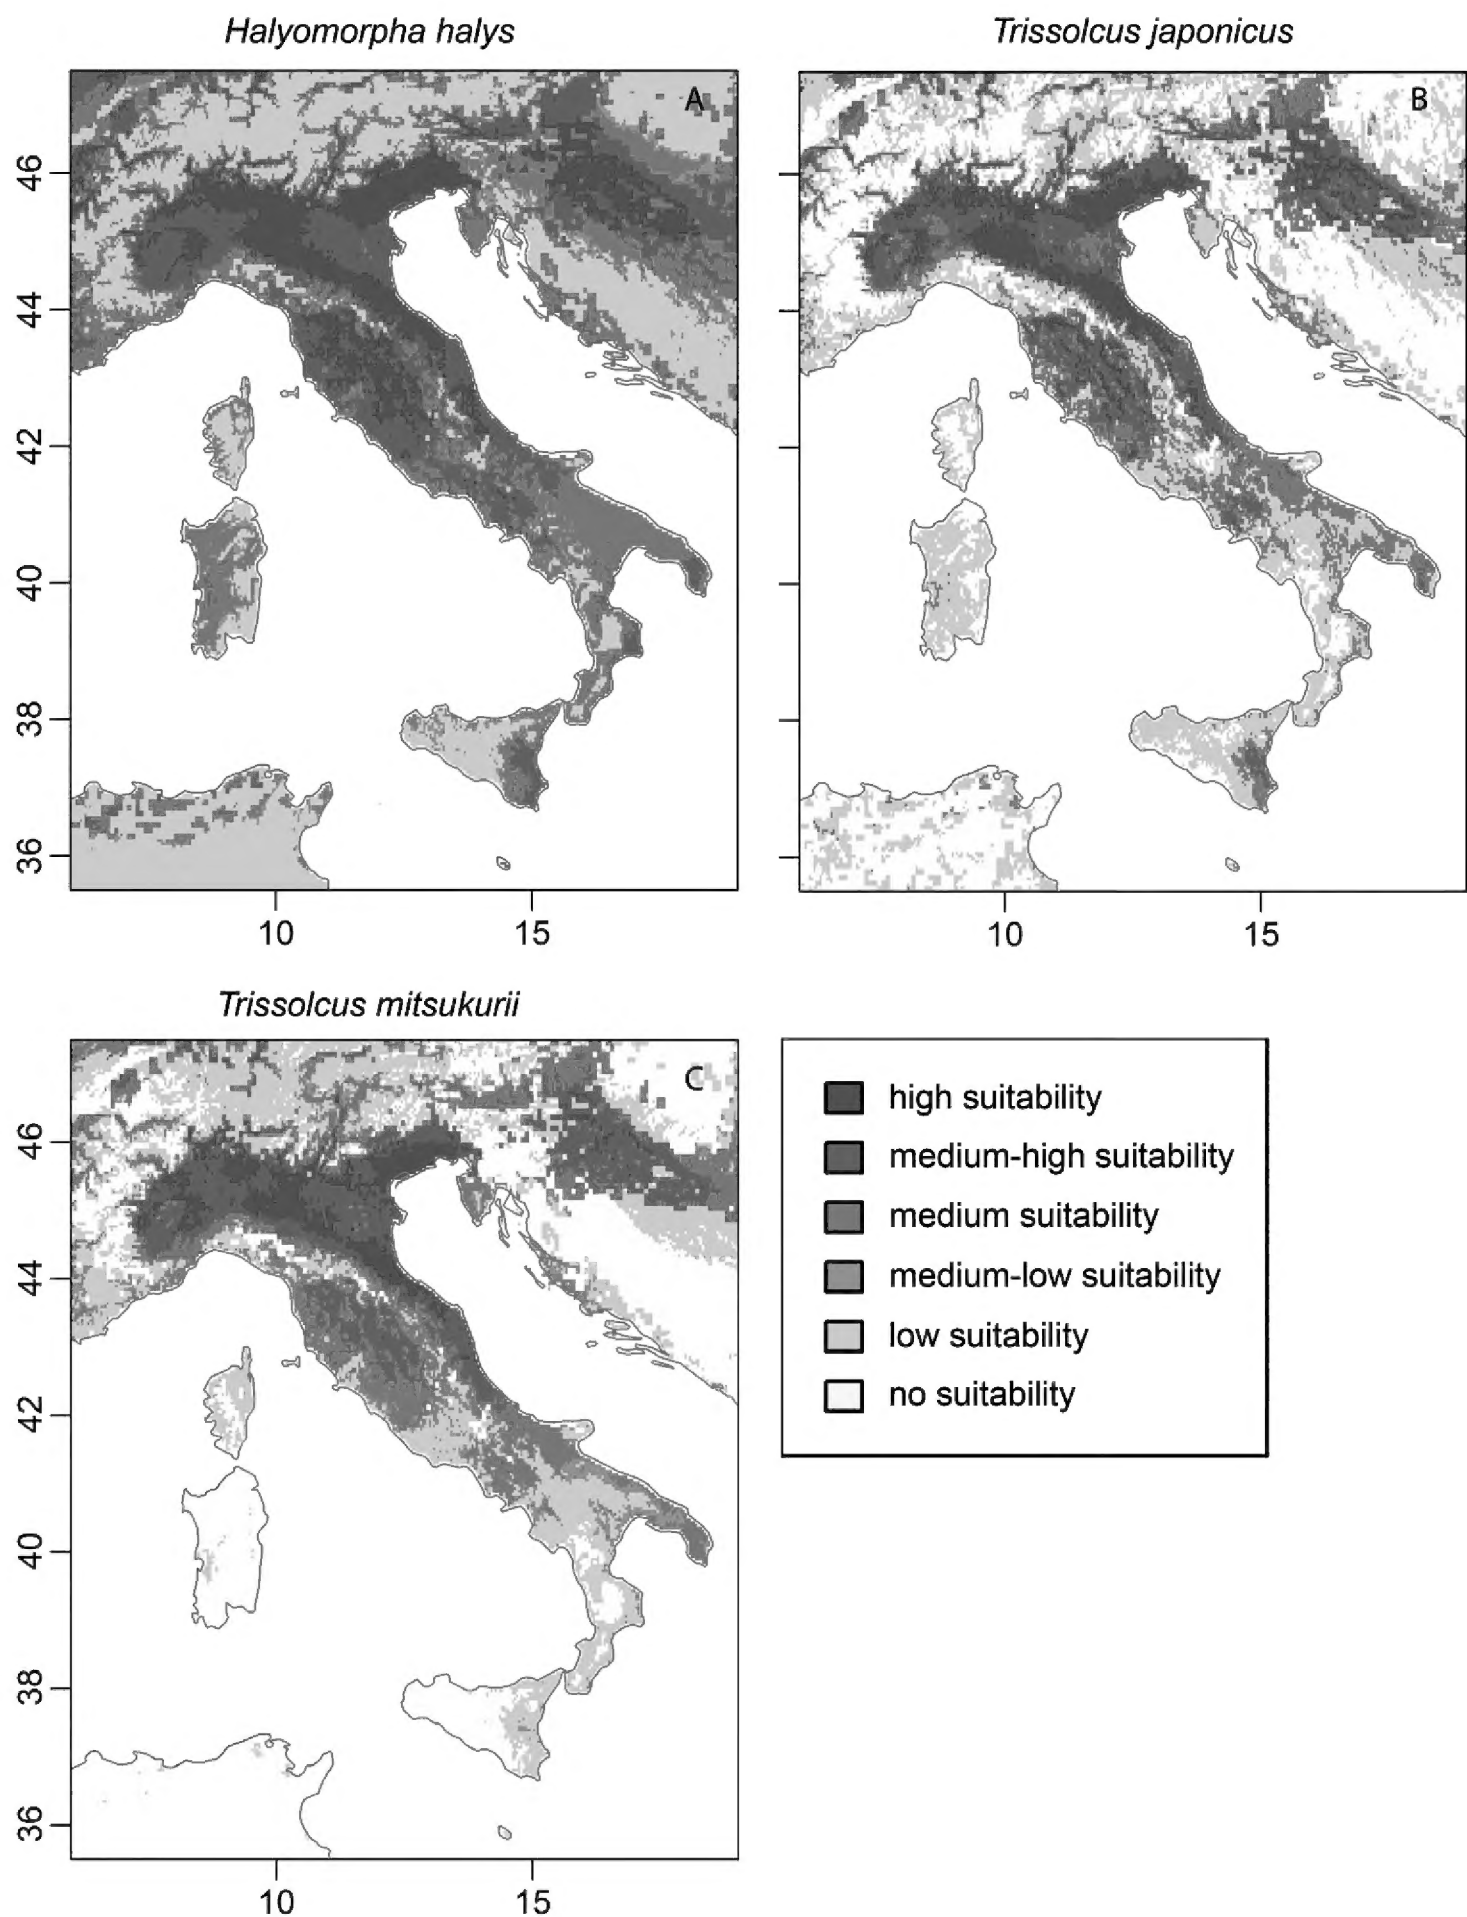 Halyomorpha halys
Trissolcus japonicus
A
B
46
44
42
40
38
36
10
15
10
15
Trissolcus mitsukurii
C
46
44
42
40
38
36
10
15
high suitability
medium-high suitability
medium suitability
medium-low suitability
low suitability
no suitability